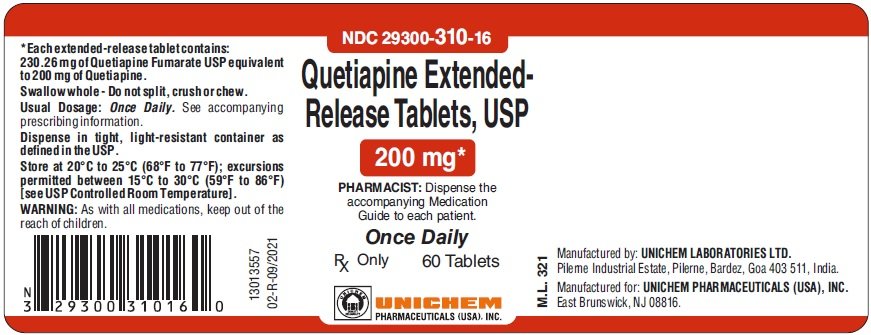 *Each extended-release tablet contains:
230.26 mg of Quetiapine Fumarate USP equivalent
to 200 mg of Quetiapine.
Swallow whole - Do not split, crush or chew.
Usual Dosage: Once Daily. See accompanying
prescribing information.
Dispense in tight, light-resistant container as
defined in the USP.
Store at 20°C to 25°C (68°F to 77°F); excursions
permitted between 15°C to 30°C (59°F to 86°F)
[see USP Controlled Room Temperature].
WARNING: As with all medications, keep out of the
reach of children.
N
3 29300 31016 0
13013557
02-R-09/2021
NDC 29300-310-16
Quetiapine Extended-
Release Tablets, USP
200 mg*
PHARMACIST: Dispense the
accompanying Medication
Guide to each patient.
Once Daily
Rx Only 60 Tablets
UNICHEM
UNICHEM
PHARMACEUTICALS (USA), INC.
M.L. 321
Manufactured by: UNICHEM LABORATORIES LTD.
Pilerne Industrial Estate, Pilerne, Bardez, Goa 403 511, India.
Manufactured for: UNICHEM PHARMACEUTICALS (USA), INC.
East Brunswick, NJ 08816.